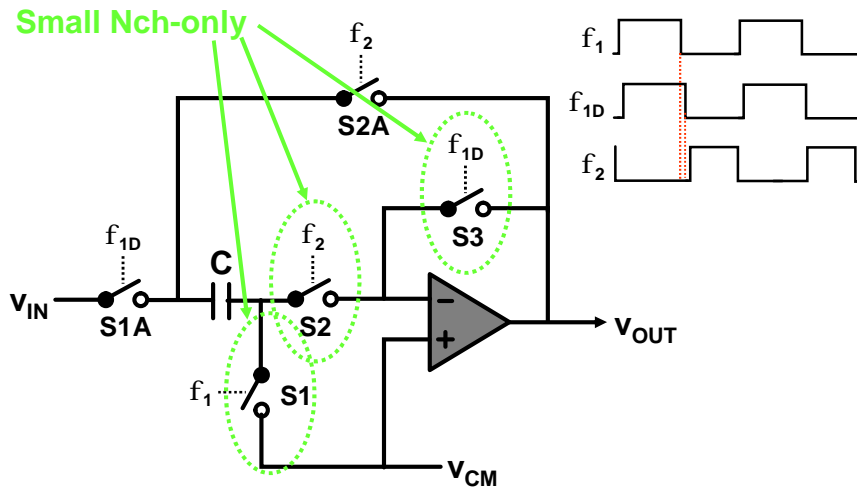 Small Nch-only
f2
S2A
f1D
S3
f1D
f2
C
vIN
S1A
S2
−
+
vOUT
f1
S1
vCM
f1
f1D
f2